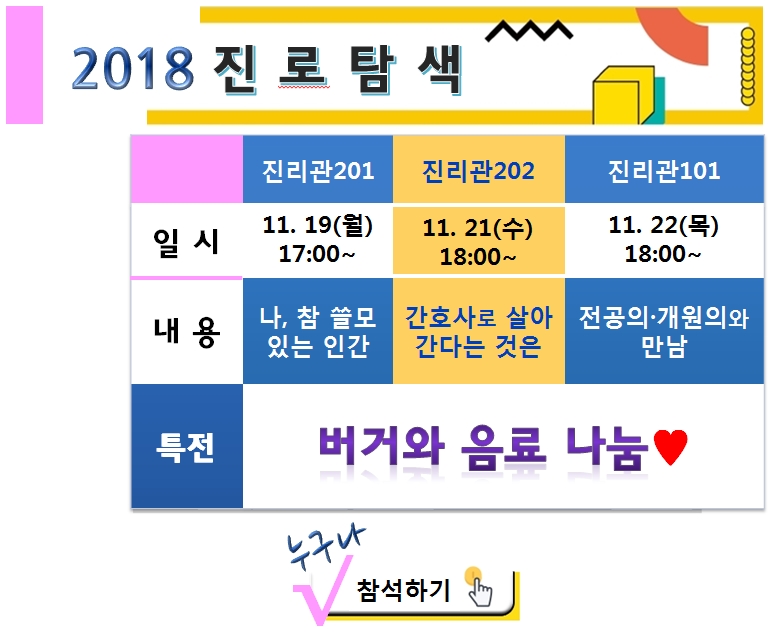 2018 진 로 탐 색
진리관201 진리관202 진리관101
일 시
11. 19(월)
17:00~
11. 21(수)
18:00~
11. 22(목)
18:00~
내 용
나, 참 쓸모
있는 인간
간호사로 살아
간다는 것은
전공의·개원의와
만남
특전
버거와 음료 나눔♥
누구나
참석하기